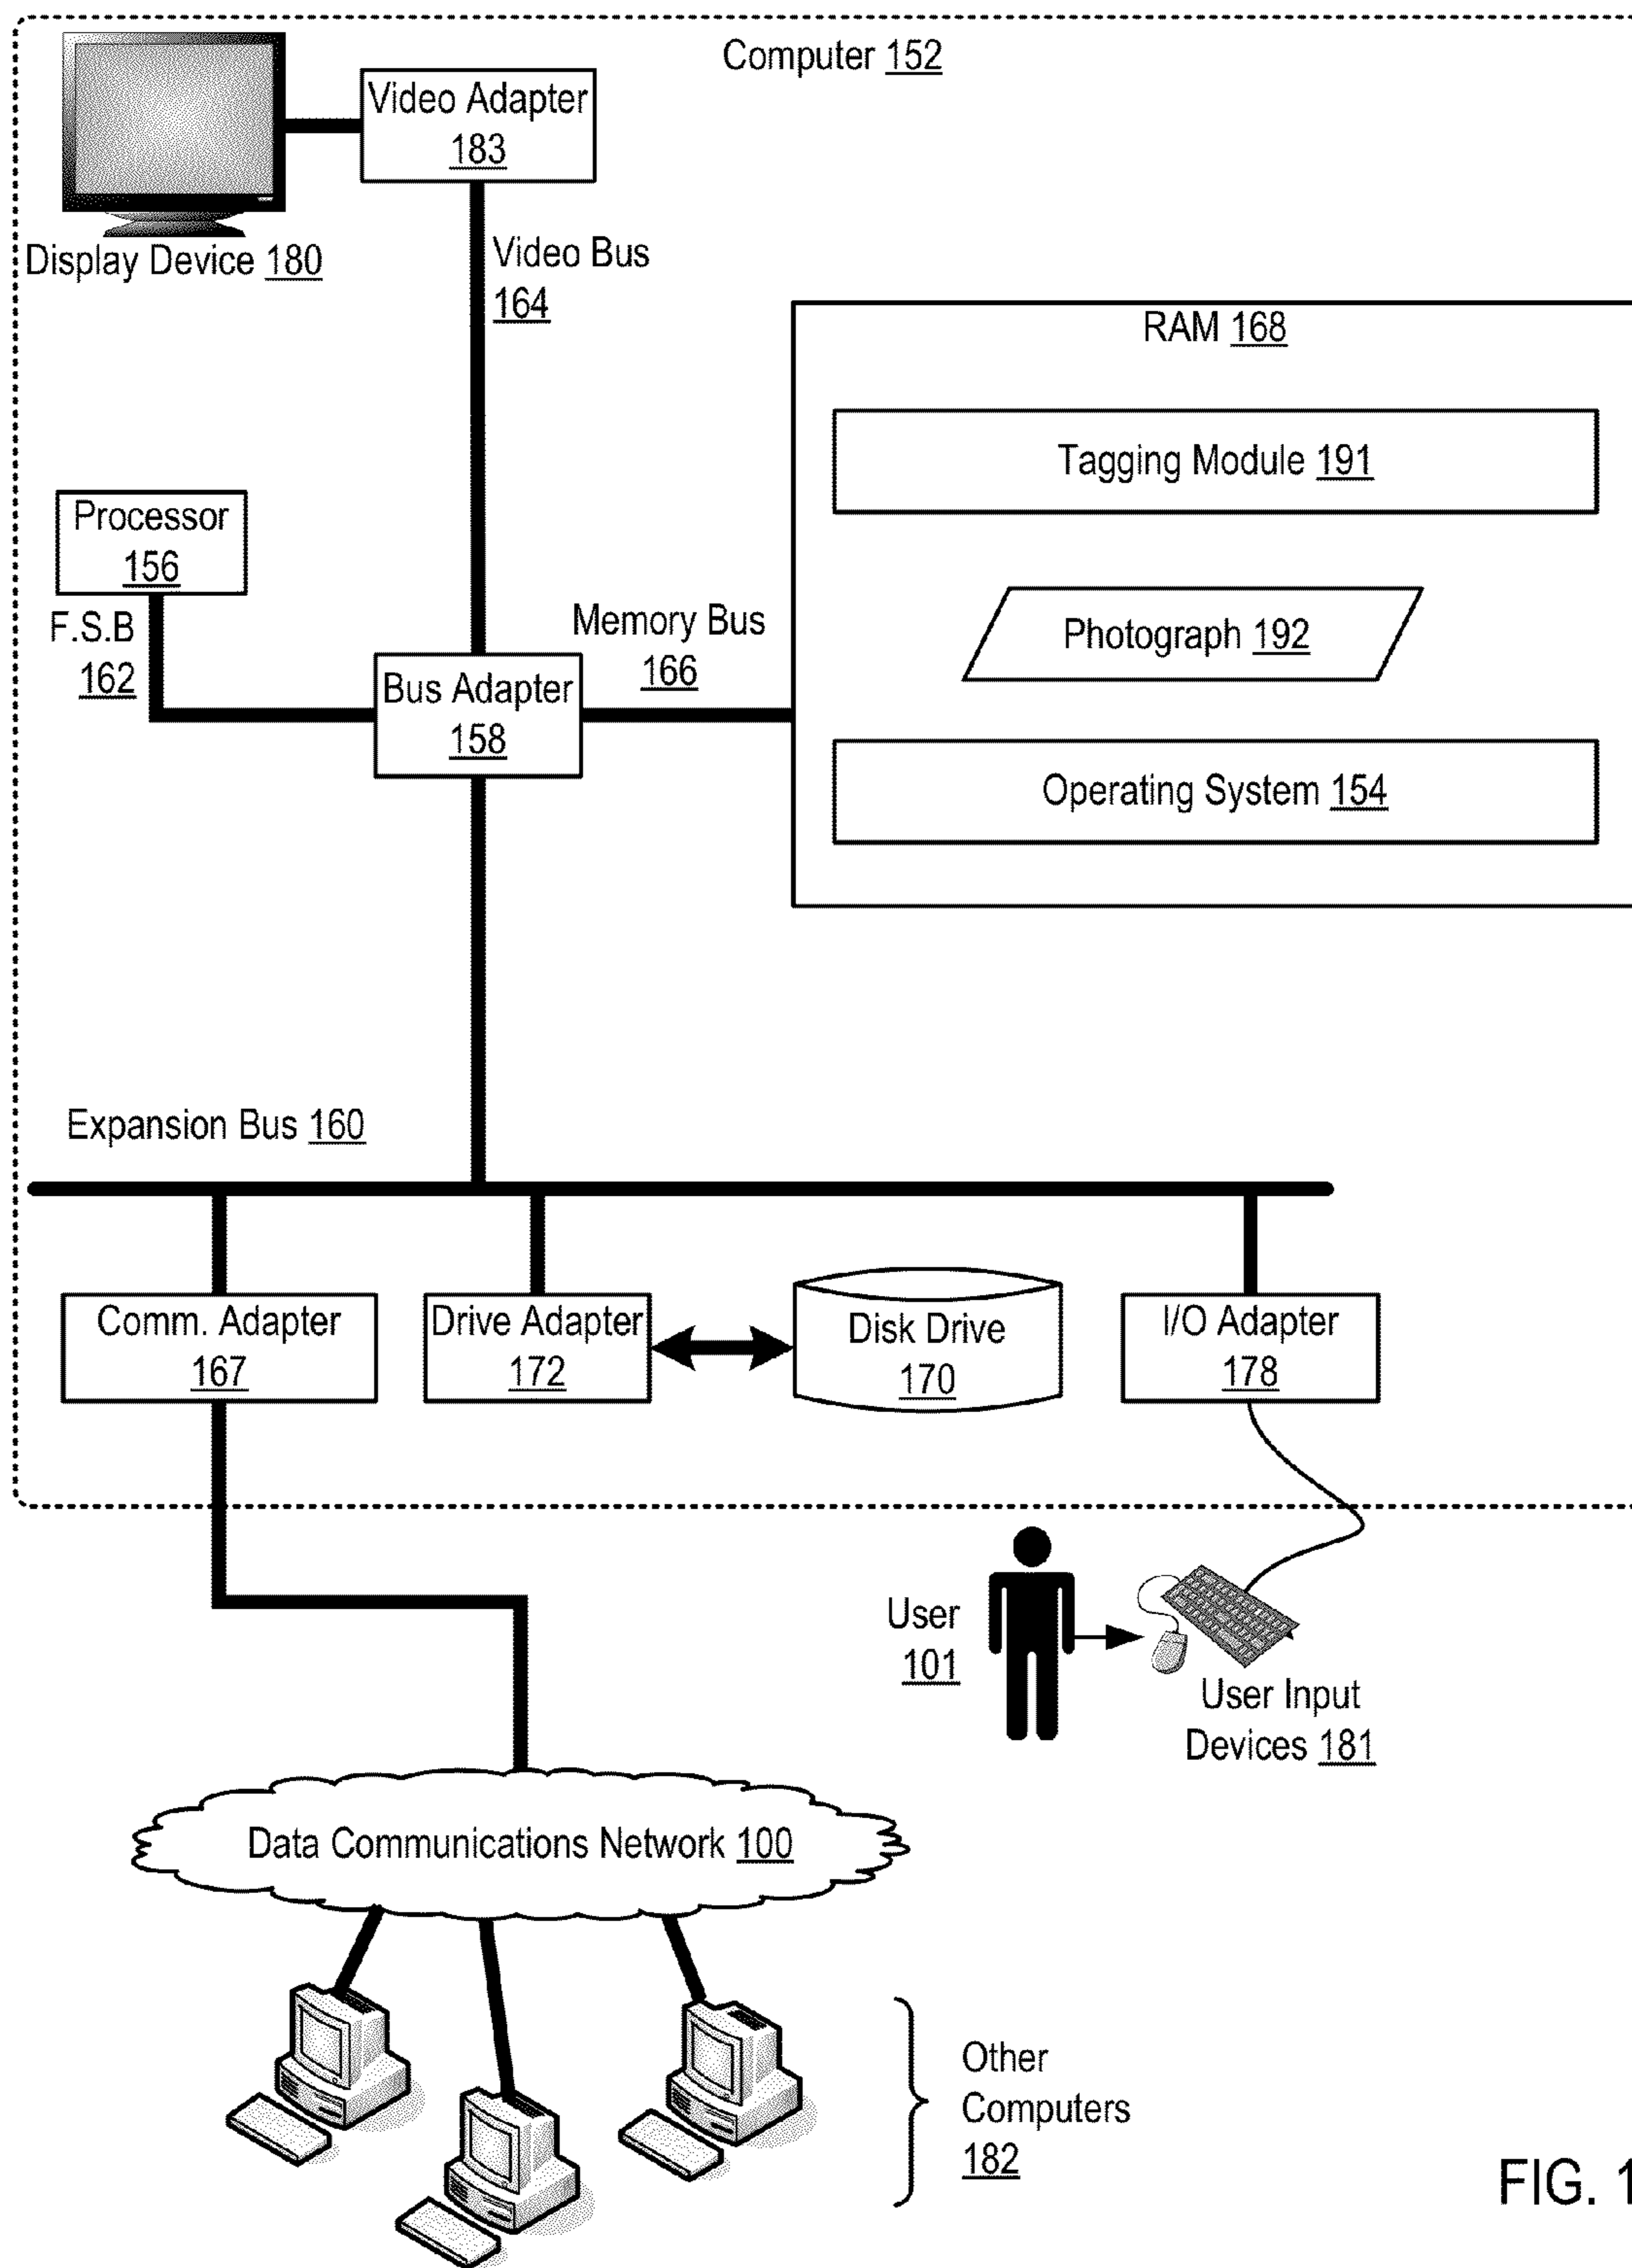 Computer 152
Video Adapter
183
Display Device 180
Video Bus
164
RAM 168
Tagging Module 191
Processor
156
F.S.B
162
Memory Bus
166
Photograph 192
Bus Adapter
158
Operating System 154
Expansion Bus 160
Comm. Adapter
167
Drive Adapter
172
Disk Drive
170
I/O Adapter
178
User
101
User Input
Devices 181
Data Communications Network 100
Other
Computers
182
FIG. 1